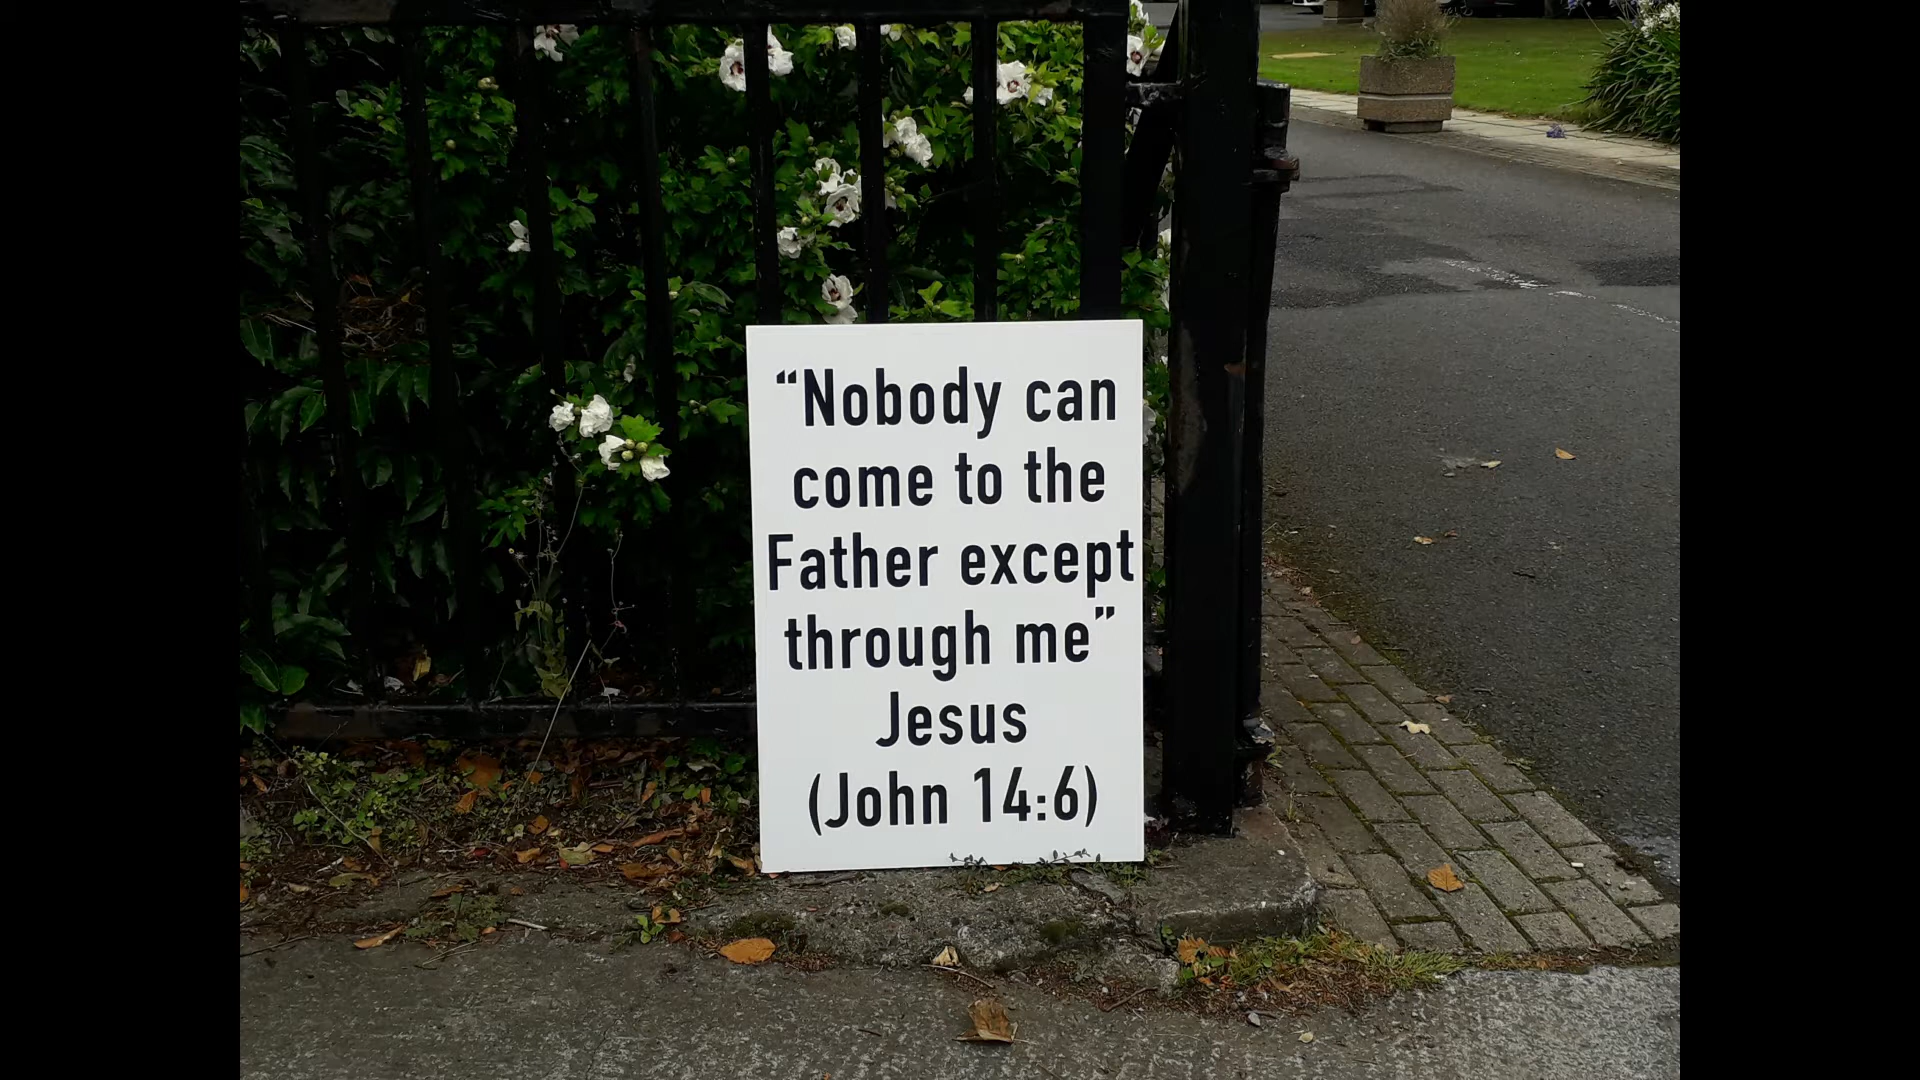 “Nobody can
come to the
Father except
through me”
Jesus
(John 14:6)